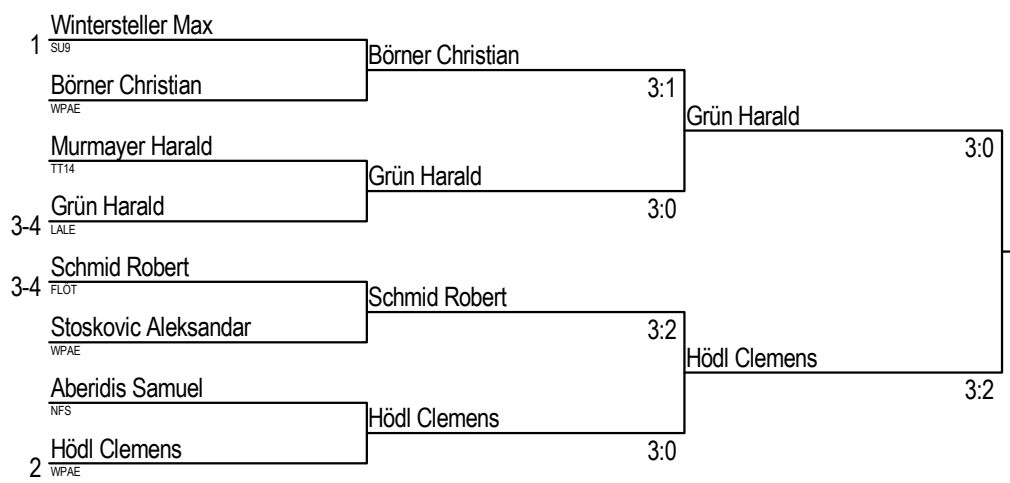 Wintersteller Max
1 SU9
Börner Christian
Börner Christian
WPAE
3:1
Grün Harald
Murmayer Harald
TT14
3:0
Grün Harald
Grün Harald
3-4 LALE
3:0
Schmid Robert
3-4 FLÖT
Schmid Robert
Stoskovic Aleksandar
WPAE
3:2
Hödl Clemens
Aberidis Samuel
NFS
3:2
Hödl Clemens
Hödl Clemens
2 WPAE
3:0